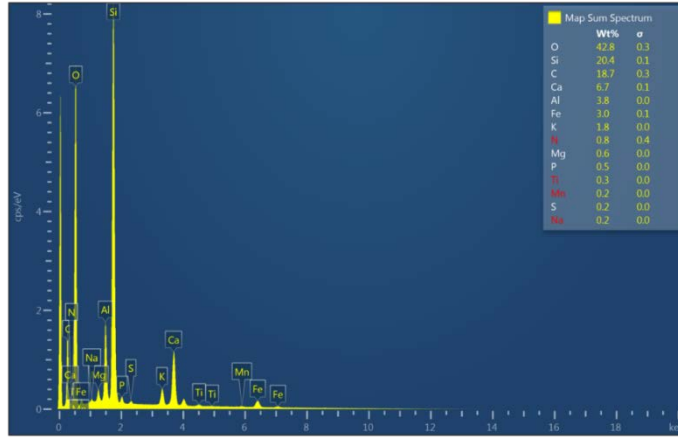 Map Sum Spectrum
Wt% σ
O 42.8 0.3
Si 20.4 0.1
C 18.7 0.3
Ca 6.7 0.1
Al 3.8 0.0
Fe 3.0 0.1
K 1.8 0.0
N 0.8 0.4
Mg 0.6 0.0
P 0.5 0.0
Ti 0.3 0.0
Mn 0.2 0.0
S 0.2 0.0
Na 0.2 0.0
8
6
4
2
0
cps/eV
Si
O
N
C
Ca
Fe
Na
Mg
Al
P
S
K
Ca
Ti
Ti
Mn
Fe
Fe
0 2 4 6 8 10 12 14 16 18